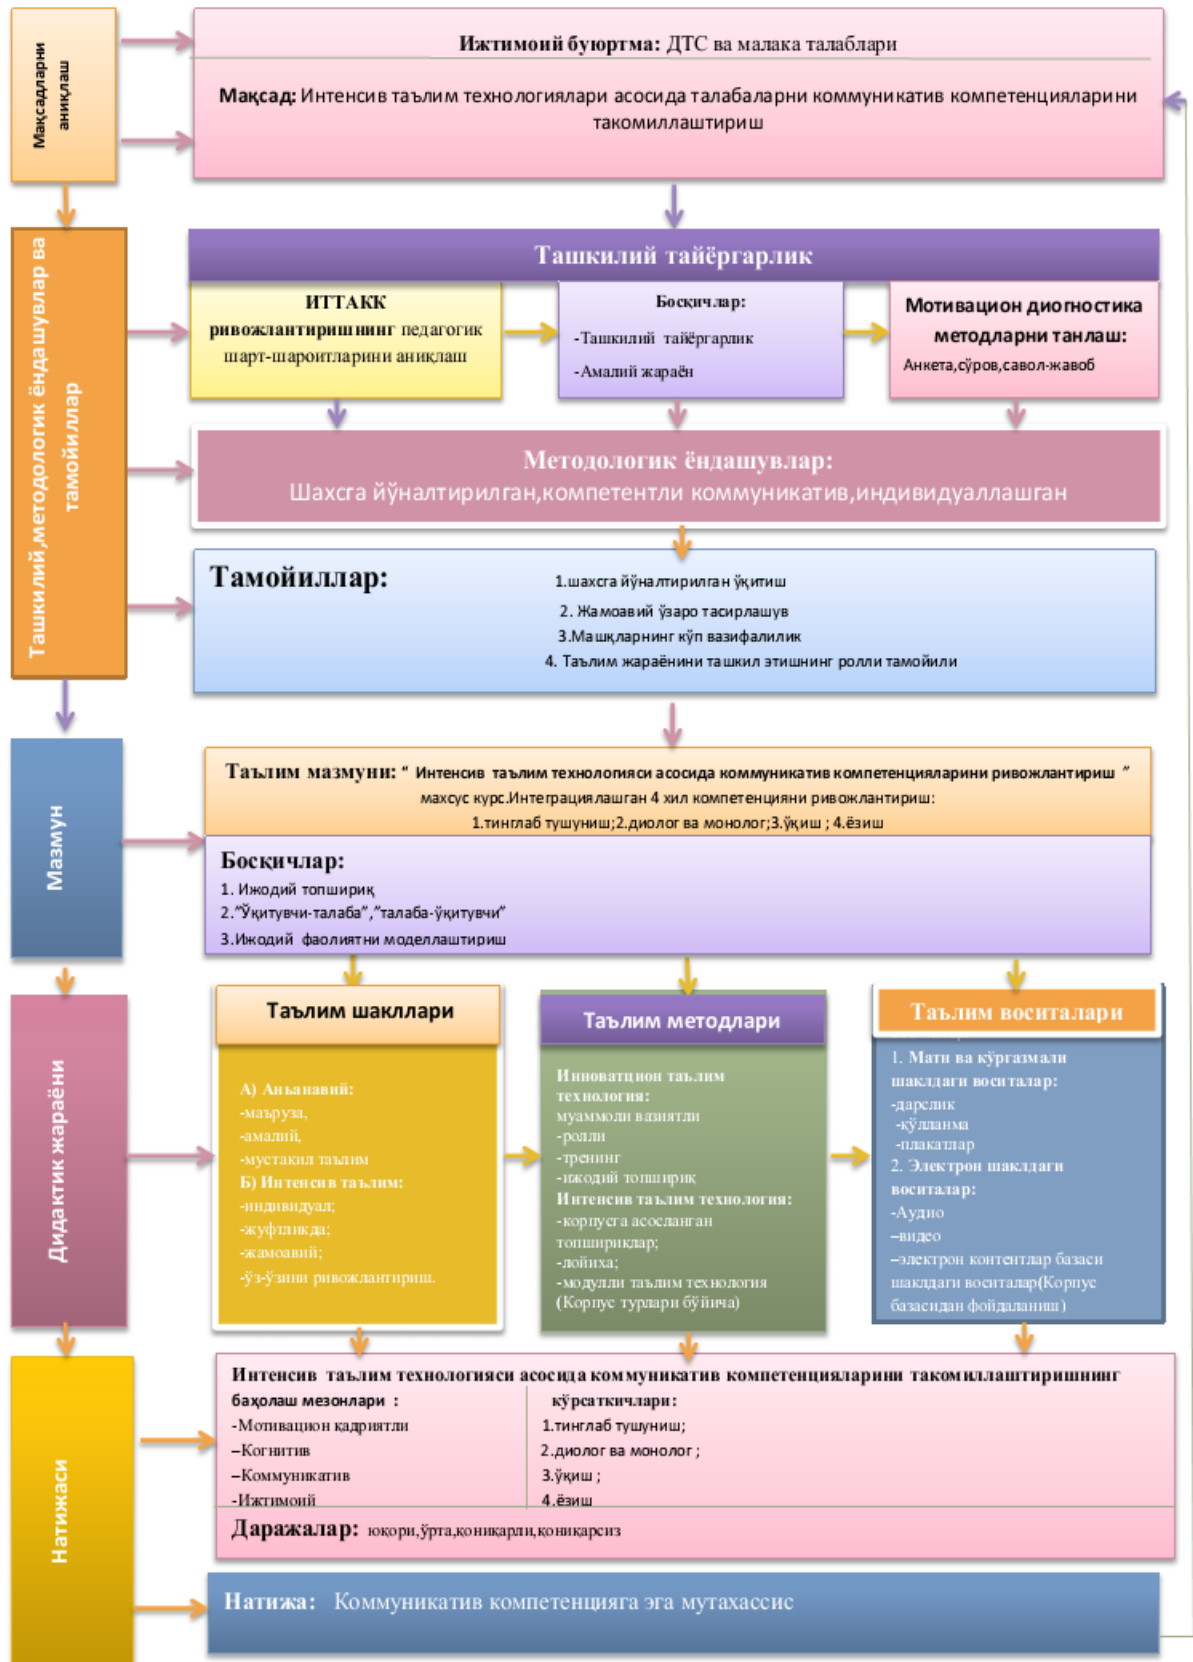 Мақсадларни
аниқлаш
Ижтимоий буюртма: ДТС ва малака талаблари
Мақсад: Интенсив таълим технологиялари асосида талабаларни коммуникатив компетенцияларини
такомиллаштириш
Ташкилий,методологик ёндашувлар ва
тамойиллар
Ташкилий тайёргарлик
ИТТАКК
ривожлантиришнинг педагогик
шарт-шароитларини аниқлаш
Босқичлар:
-Ташкилий тайёргарлик
-Амалий жараён
Мотивацион диогностика
методларни танлаш:
Анкета,сўров,савол-жавоб
Методологик ёндашувлар:
Шахсга йўналтирилган,компетентли коммуникатив,индивидуаллашган
Тамойиллар:
1.шахсга йўналтирилган ўқитиш
2. Жамоавий ўзаро тасирлашув
3.Машқларнинг кўп вазифалилик
4. Таълим жараёнини ташкил этишнинг ролли тамойили
Мазмун
Таълим мазмуни: “ Интенсив таълим технологияси асосида коммуникатив компетенцияларини ривожлантириш ”
махсус курс.Интеграциялашган 4 хил компетенцияни ривожлантириш:
1.тинглаб тушуниш;2.диолог ва монолог;3.ўқиш ; 4.ёзиш
Босқичлар:
1. Ижодий топшириқ
2.”Ўқитувчи-талаба”,”талаба-ўқитувчи”
3.Ижодий фаолиятни моделлаштириш
Дидактик жараёни
Таълим шакллари
А) Анъанавий:
-маъруза,
-амалий,
-мустақил таълим
Б) Интенсив таълим:
-индивидуал;
-жуфтликда;
-жамоавий;
-ўз-ўзини ривожлантириш.
Таълим методлари
Инноватцион таълим
технология:
муаммоли вазиятли
-ролли
-тренинг
-ижодий топшириқ
Интенсив таълим технология:
-корпусга асосланган
топшириқлар;
-лойиха;
-модулли таълим технология
(Корпус турлари бўйича)
Таълим воситалари
1. Матн ва кўргазмали
шаклдаги воситалар:
-дарслик
-қўлланма
-плакатлар
2. Электрон шаклдаги
воситалар:
-Аудио
–видео
–электрон контентлар базаси
шаклдаги воситалар(Корпус
базасидан фойдаланиш)
Натижаси
Интенсив таълим технологияси асосида коммуникатив компетенцияларини такомиллаштиришнинг
баҳолаш мезонлари :
-Мотивацион қадриятли
–Когнитив
–Коммуникатив
-Ижтимоий
кўрсаткичлари:
1.тинглаб тушуниш;
2.диолог ва монолог ;
3.ўқиш ;
4.ёзиш
Даражалар: юқори,ўрта,қониқарли,қониқарсиз
Натижа: Коммуникатив компетенцияга эга мутахассис